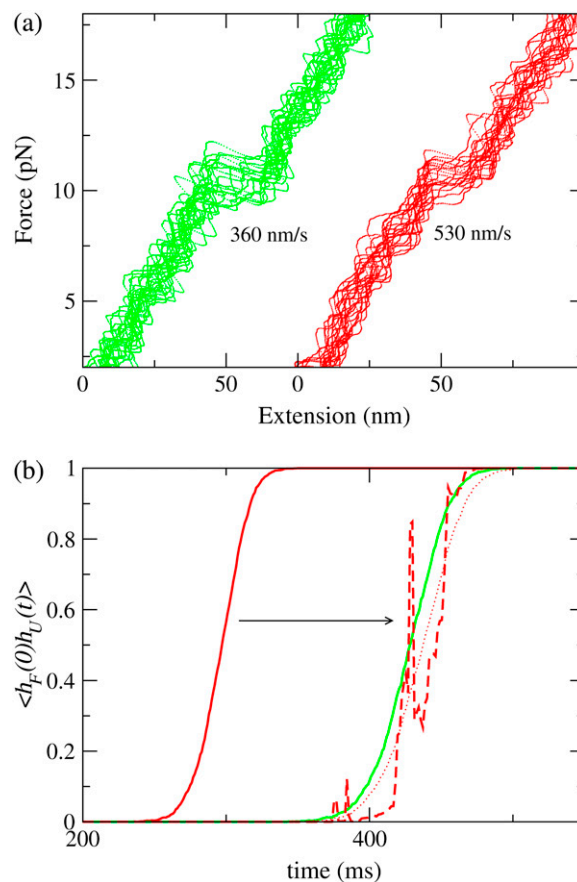 (a)
15
10
5
Force (pN)
360 nm/s
530 nm/s
0 50 0 50
Extension (nm)
(b)
1
0.8
0.6
0.4
0.2
0
<h_F(0)h_U(t)>
200 300 400
time (ms)